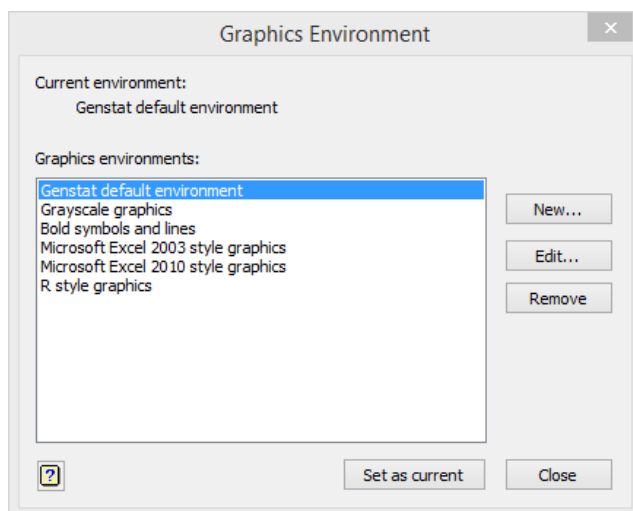 Graphics Environment
Current environment:
Genstat default environment
Graphics environments:
Genstat default environment
Grayscale graphics
Bold symbols and lines
Microsoft Excel 2003 style graphics
Microsoft Excel 2010 style graphics
R style graphics
New...
Edit...
Remove
?
Set as current
Close